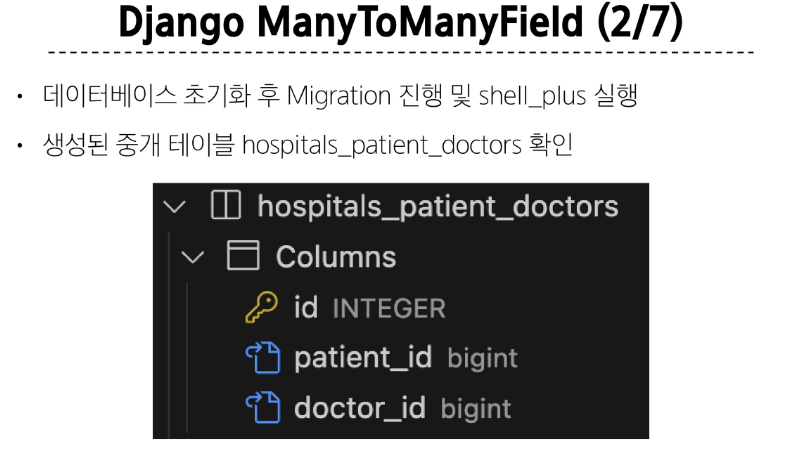 Django ManyToManyField (2/7)
• 데이터베이스 초기화 후 Migration 진행 및 shell_plus 실행
• 생성된 중개 테이블 hospitals_patient_doctors 확인
hospitals_patient_doctors
Columns
id INTEGER
patient_id bigint
doctor_id bigint